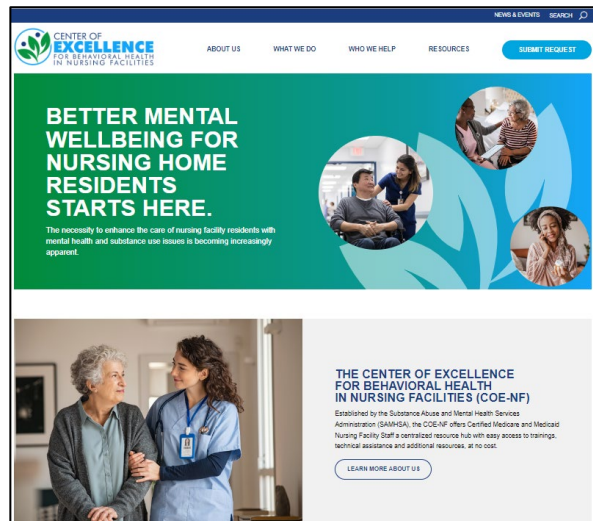 NEWS & EVENTS SEARCH
CENTER OF
EXCELLENCE
FOR BEHAVIORAL HEALTH
IN NURSING FACILITIES
ABOUT US WHAT WE DO WHO WE HELP RESOURCES SUBMIT REQUEST
BETTER MENTAL
WELLBEING FOR
NURSING HOME
RESIDENTS
STARTS HERE.
The necessity to enhance the care of nursing facility residents with
mental health and substance use issues is becoming increasingly
apparent.
THE CENTER OF EXCELLENCE
FOR BEHAVIORAL HEALTH
IN NURSING FACILITIES (COE-NF)
Established by the Substance Abuse and Mental Health Services
Administration (SAMHSA), the COE-NF offers Certified Medicare and Medicaid
Nursing Facility Staff a centralized resource hub with easy access to trainings,
technical assistance and additional resources, at no cost.
LEARN MORE ABOUT US